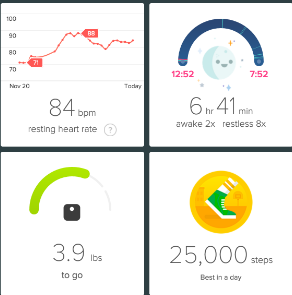 100
90
88
80
71
70
Nov 20 Today
84 bpm
resting heart rate ?
12:52 7:52
6 hr 41 min
awake 2x restless 8x
3.9 lbs
to go
25,000 steps
Best in a day